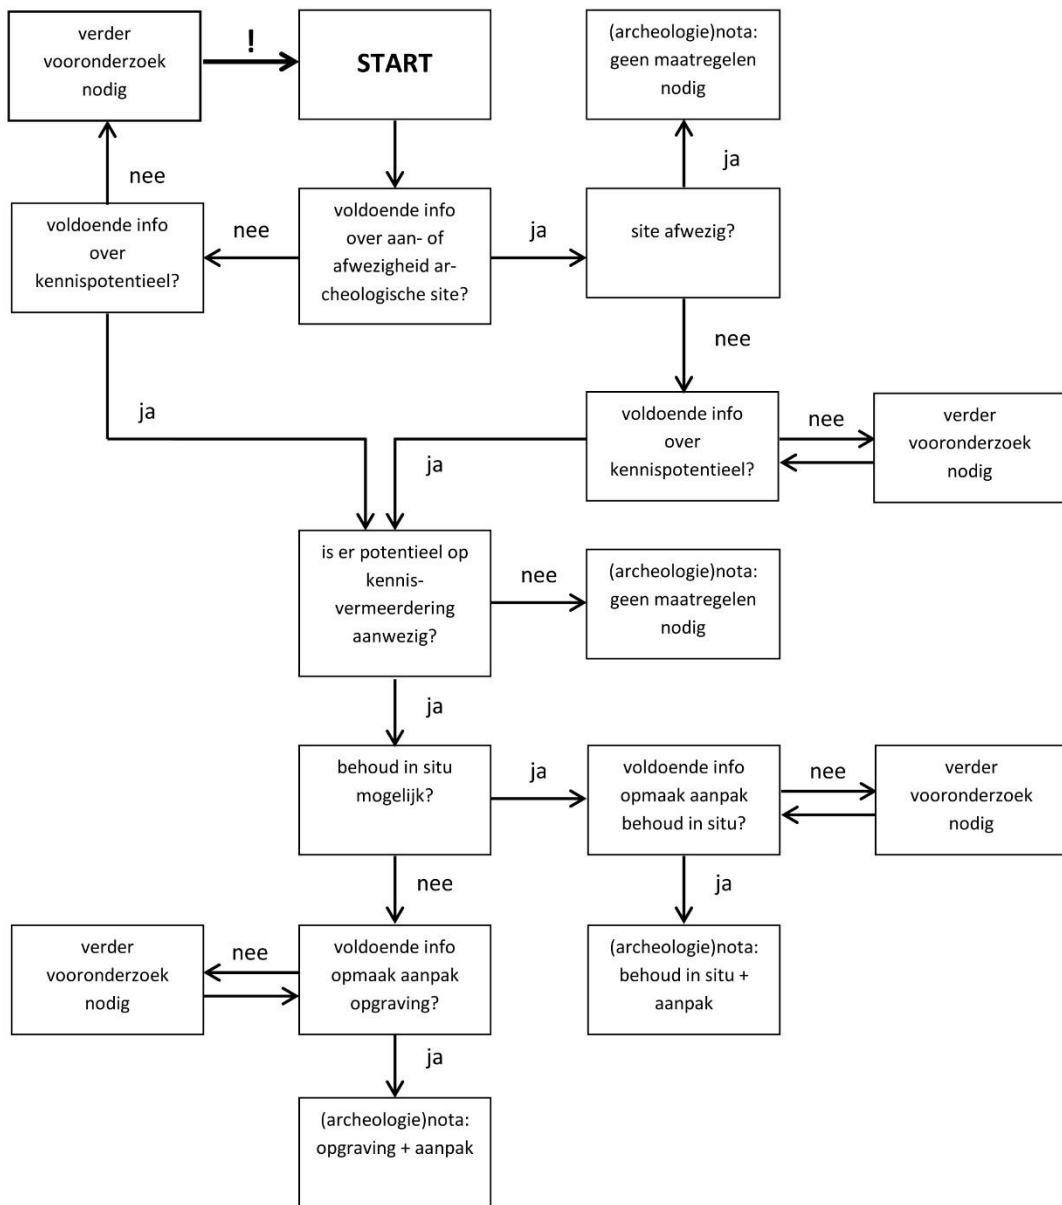 verder
vooronderzoek
nodig
!
START
(archeologie)nota:
geen maatregelen
nodig
nee
ja
voldoende info
over
kennispotentieel?
nee
voldoende info
over aan- of
afwezigheid ar-
cheologische site?
ja
site afwezig?
nee
ja
voldoende info
over
kennispotentieel?
nee
verder
vooronderzoek
nodig
ja
is er potentieel op
kennis-
vermeerdering
aanwezig?
nee
(archeologie)nota:
geen maatregelen
nodig
ja
behoud in situ
mogelijk?
ja
voldoende info
opmaak aanpak
behoud in situ?
nee
verder
vooronderzoek
nodig
nee
ja
verder
vooronderzoek
nodig
nee
voldoende info
opmaak aanpak
opgraving?
(archeologie)nota:
behoud in situ +
aanpak
ja
(archeologie)nota:
opgraving + aanpak